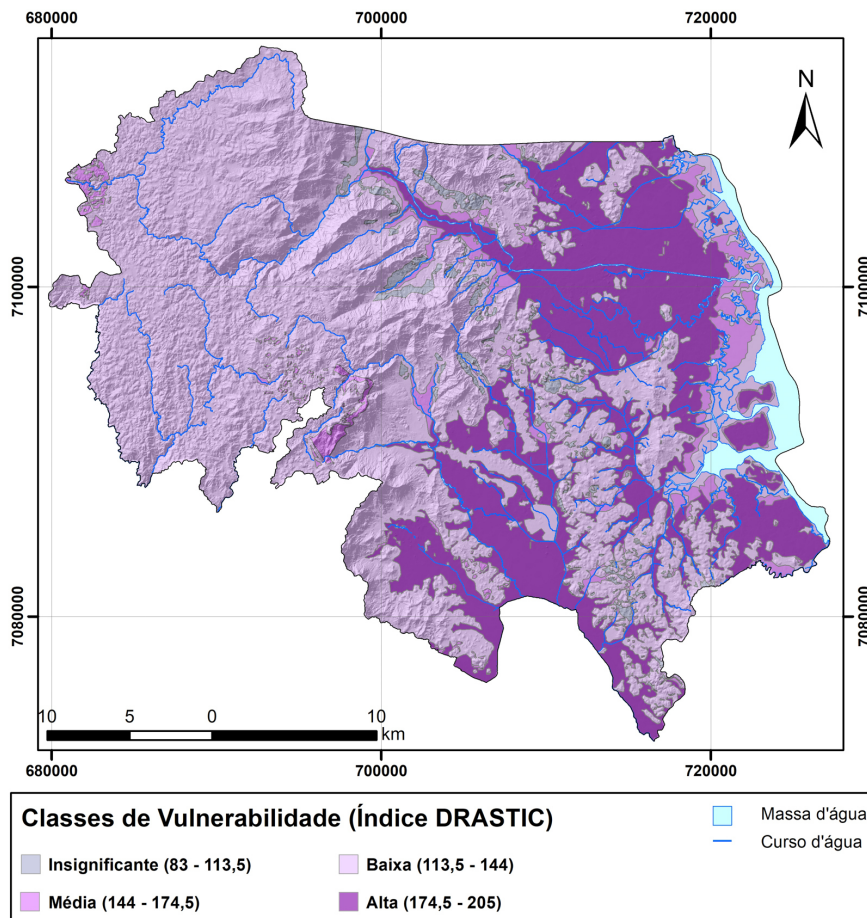 680000 700000 720000
N
7100000 7100000
7080000 7080000
10 5 0 10
km
680000 700000 720000
Classes de Vulnerabilidade (Índice DRASTIC)
Massa d'água
Curso d'água
Insignificante (83 - 113,5) Baixa (113,5 - 144)
Média (144 - 174,5) Alta (174,5 - 205)